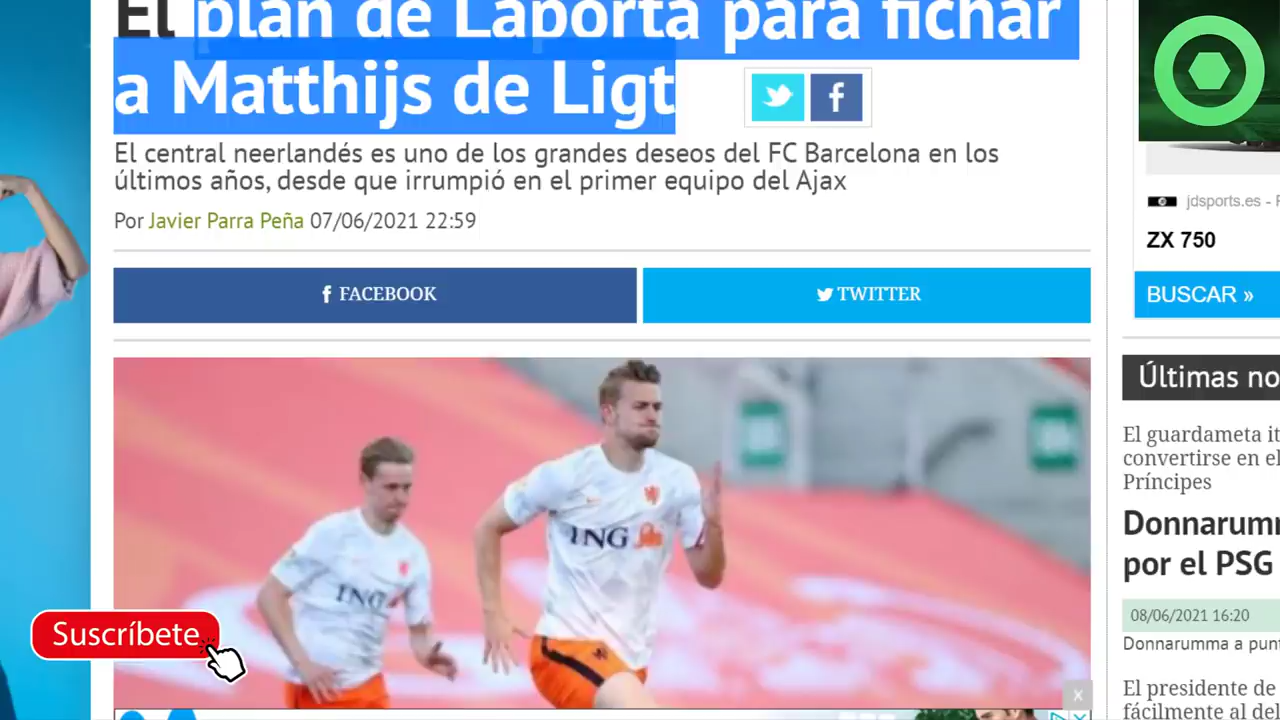 El plan de Laporta para fichar
a Matthijs de Ligt
El central neerlandés es uno de los grandes deseos del FC Barcelona en los
últimos años, desde que irrumpió en el primer equipo del Ajax
Por Javier Parra Peña 07/06/2021 22:59
FACEBOOK
TWITTER
ING
ING
Suscríbete
jdsports.es -
ZX 750
BUSCAR »
Últimas no
El guardameta it
convertirse en el
Príncipes
Donnarumm
por el PSG
08/06/2021 16:20
Donnarumma a pun
El presidente de
fácilmente al del
x